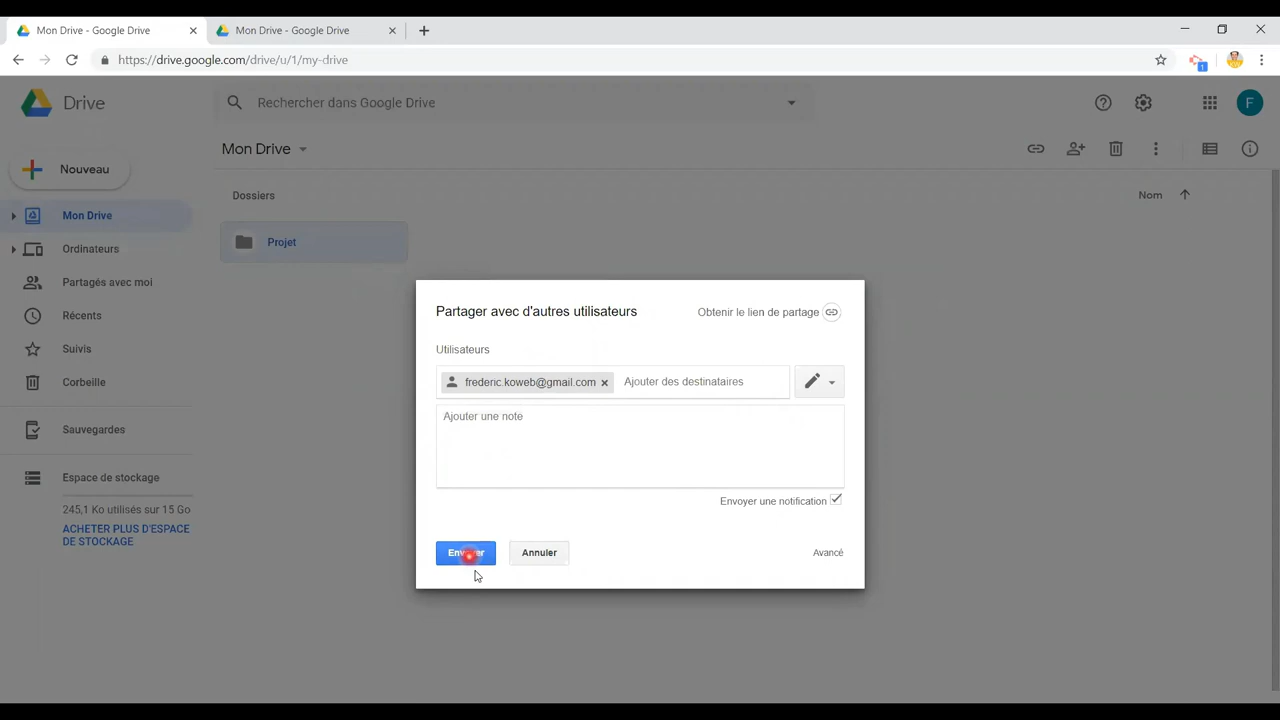 Mon Drive - Google Drive
Mon Drive - Google Drive
https://drive.google.com/drive/u/1/my-drive
1
Drive
Rechercher dans Google Drive
F
Nouveau
Mon Drive
Dossiers
Nom
Mon Drive
Ordinateurs
Partagés avec moi
Récents
Suivis
Corbeille
Sauvegardes
Espace de stockage
245,1 Ko utilisés sur 15 Go
ACHETER PLUS D'ESPACE
DE STOCKAGE
Projet
Partager avec d'autres utilisateurs
Obtenir le lien de partage
Utilisateurs
frederic.koweb@gmail.com
Ajouter des destinataires
Ajouter une note
Envoyer une notification
Envoyer
Annuler
Avancé